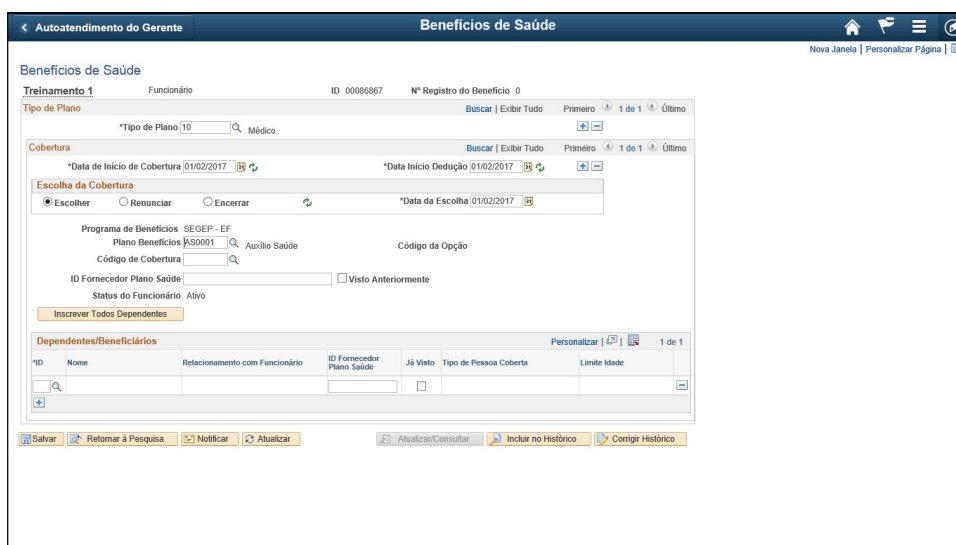 Autoatendimento do Gerente Benefícios de Saúde
Nova Janela | Personalizar Página |
Benefícios de Saúde
Treinamento 1 Funcionário ID 00086867 Nº Registro do Benefício 0
Tipo de Plano Buscar | Exibir Tudo Primeiro 1 de 1 Último
*Tipo de Plano 10 Médico
Cobertura Buscar | Exibir Tudo Primeiro 1 de 1 Último
*Data de Início de Cobertura 01/02/2017 *Data Início Dedução 01/02/2017
Escolha da Cobertura
Escolher Renunciar Encerrar *Data da Escolha 01/02/2017
Programa de Benefícios SEGEP - EF
Plano Benefícios AS0001 Auxílio Saúde Código da Opção
Código de Cobertura
ID Fornecedor Plano Saúde Visto Anteriormente
Status do Funcionário Ativo
Inscrever Todos Dependentes
Dependentes/Beneficiários Personalizar | | 1 de 1
*ID Nome Relacionamento com Funcionário ID Fornecedor Plano Saúde Já Visto Tipo de Pessoa Coberta Limite Idade
Salvar Retornar à Pesquisa Notificar Atualizar Atualizar/Consultar Incluir no Histórico Corrigir Histórico